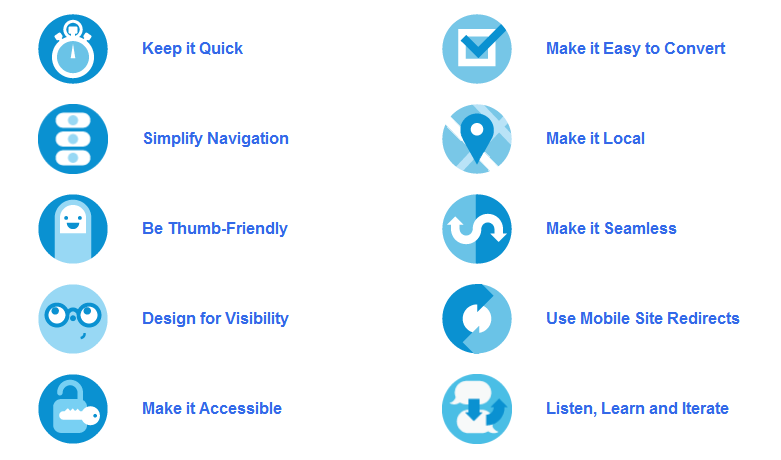 Keep it Quick
Simplify Navigation
Be Thumb-Friendly
Design for Visibility
Make it Accessible
Make it Easy to Convert
Make it Local
Make it Seamless
Use Mobile Site Redirects
Listen, Learn and Iterate